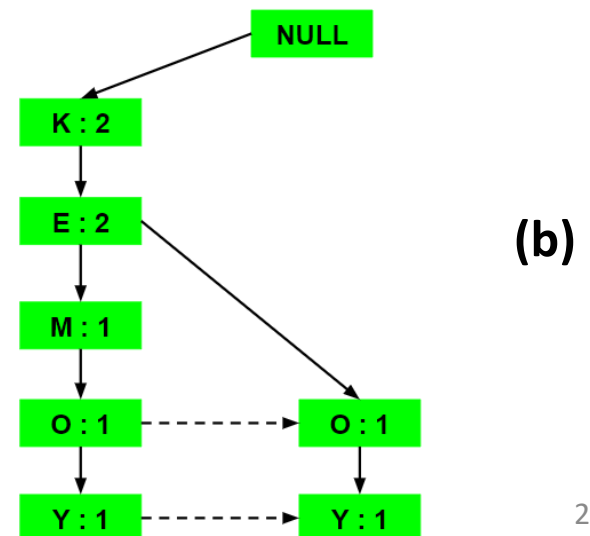 NULL
K : 2
E : 2
(b)
M : 1
O : 1 O : 1
Y : 1 Y : 1
2